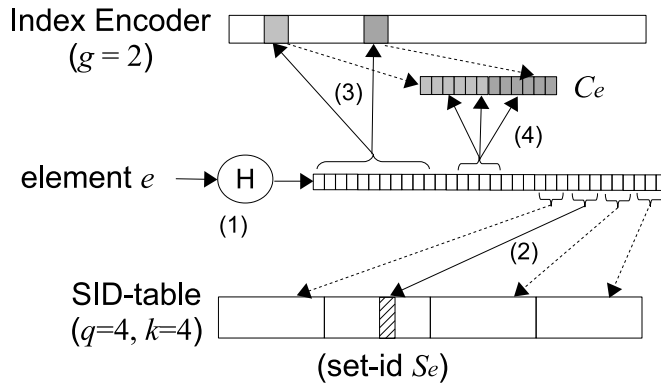 Index Encoder
(g = 2)
(3)
Ce
(4)
element e
H
(1)
(2)
SID-table
(q=4, k=4)
(set-id Se)